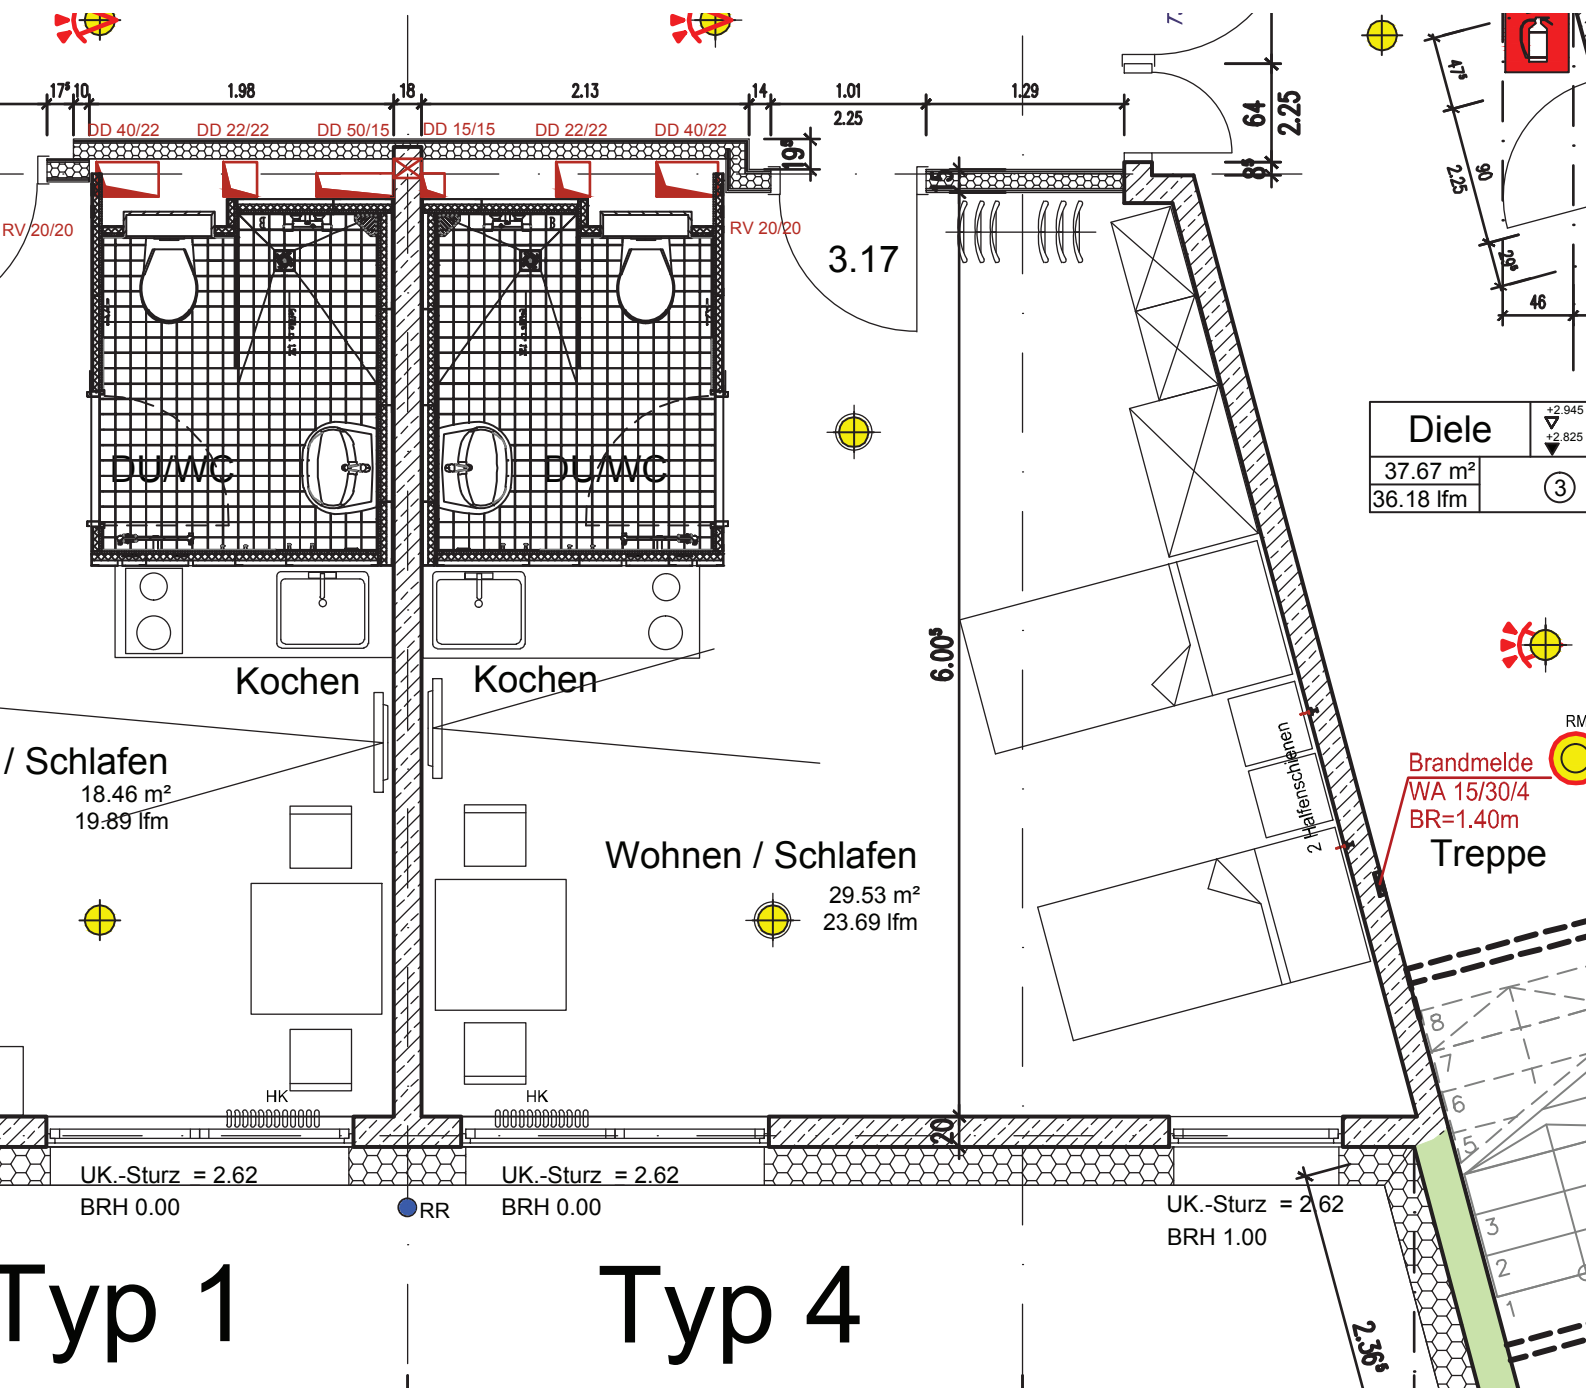 17⁵ 10 1.98 18 2.13 14 1.01 1.29
2.25
64
2.25
8⁵
47⁵
90
2.25
29⁵
46
DD 40/22 DD 22/22 DD 50/15 DD 15/15 DD 22/22 DD 40/22
19⁵
RV 20/20
RV 20/20
3.17
B
B
DU/WC
DU/WC
Diele
+2.945
+2.825
37.67 m²
36.18 lfm
3
Kochen
Kochen
6.00⁵
/ Schlafen
18.46 m²
19.89 lfm
Wohnen / Schlafen
29.53 m²
23.69 lfm
2 Halfenschienen
RM
Brandmelde
WA 15/30/4
BR=1.40m
Treppe
8
7
6
5
3
2
1
HK
HK
20
UK.-Sturz = 2.62
BRH 0.00
RR
UK.-Sturz = 2.62
BRH 0.00
UK.-Sturz = 2.62
BRH 1.00
2.36⁵
Typ 1
Typ 4